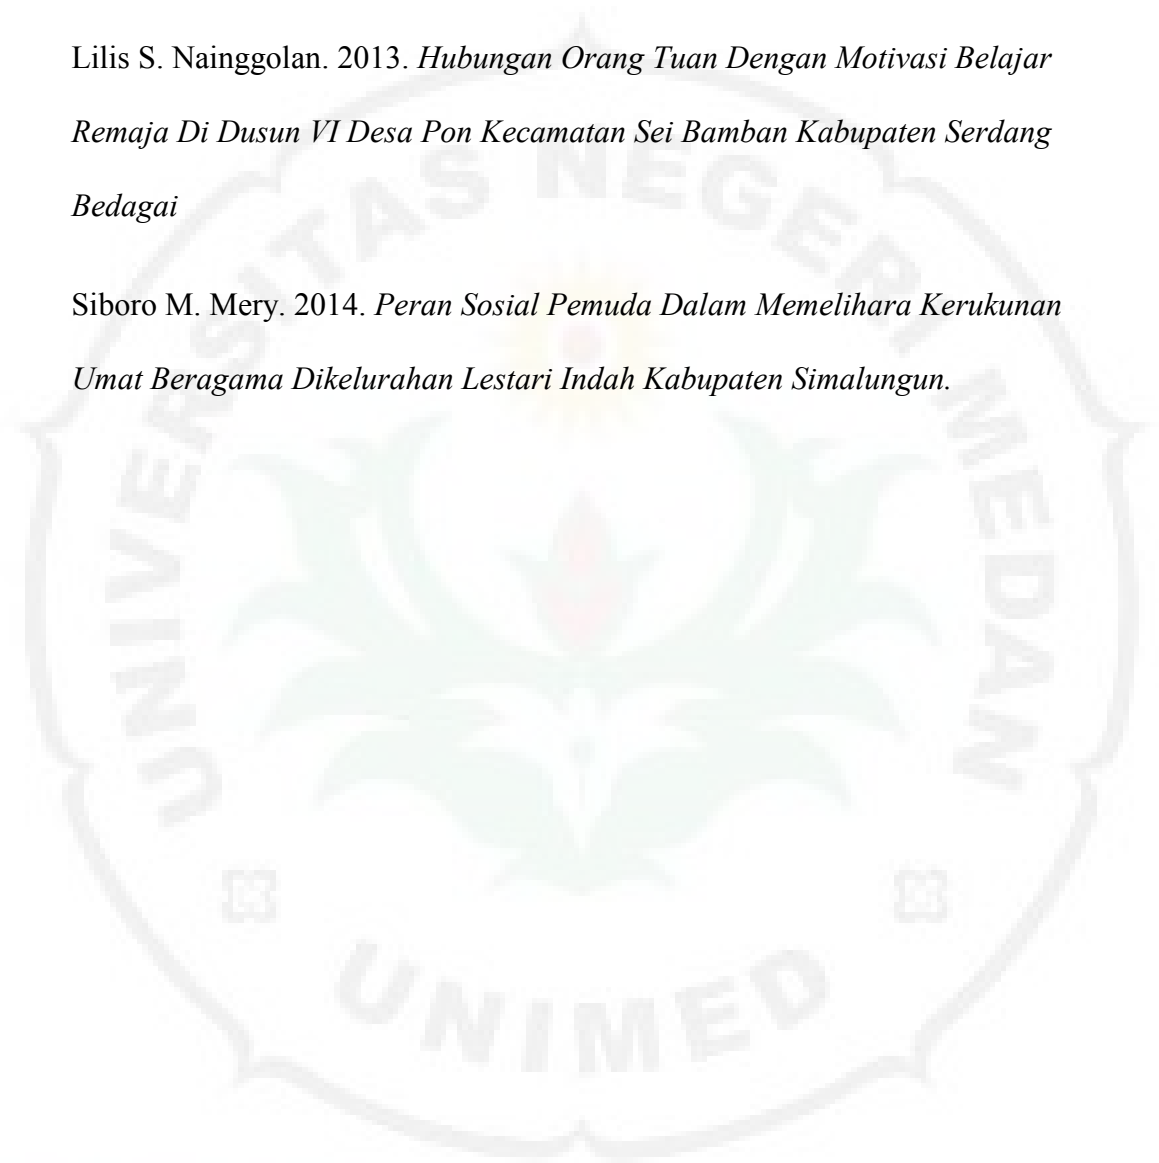 Lilis S. Nainggolan. 2013. Hubungan Orang Tuan Dengan Motivasi Belajar
Remaja Di Dusun VI Desa Pon Kecamatan Sei Bamban Kabupaten Serdang
Bedagai
Siboro M. Mery. 2014. Peran Sosial Pemuda Dalam Memelihara Kerukunan
Umat Beragama Dikelurahan Lestari Indah Kabupaten Simalungun.
UNIVERSITAS NEGERI MEDAN
UNIMED